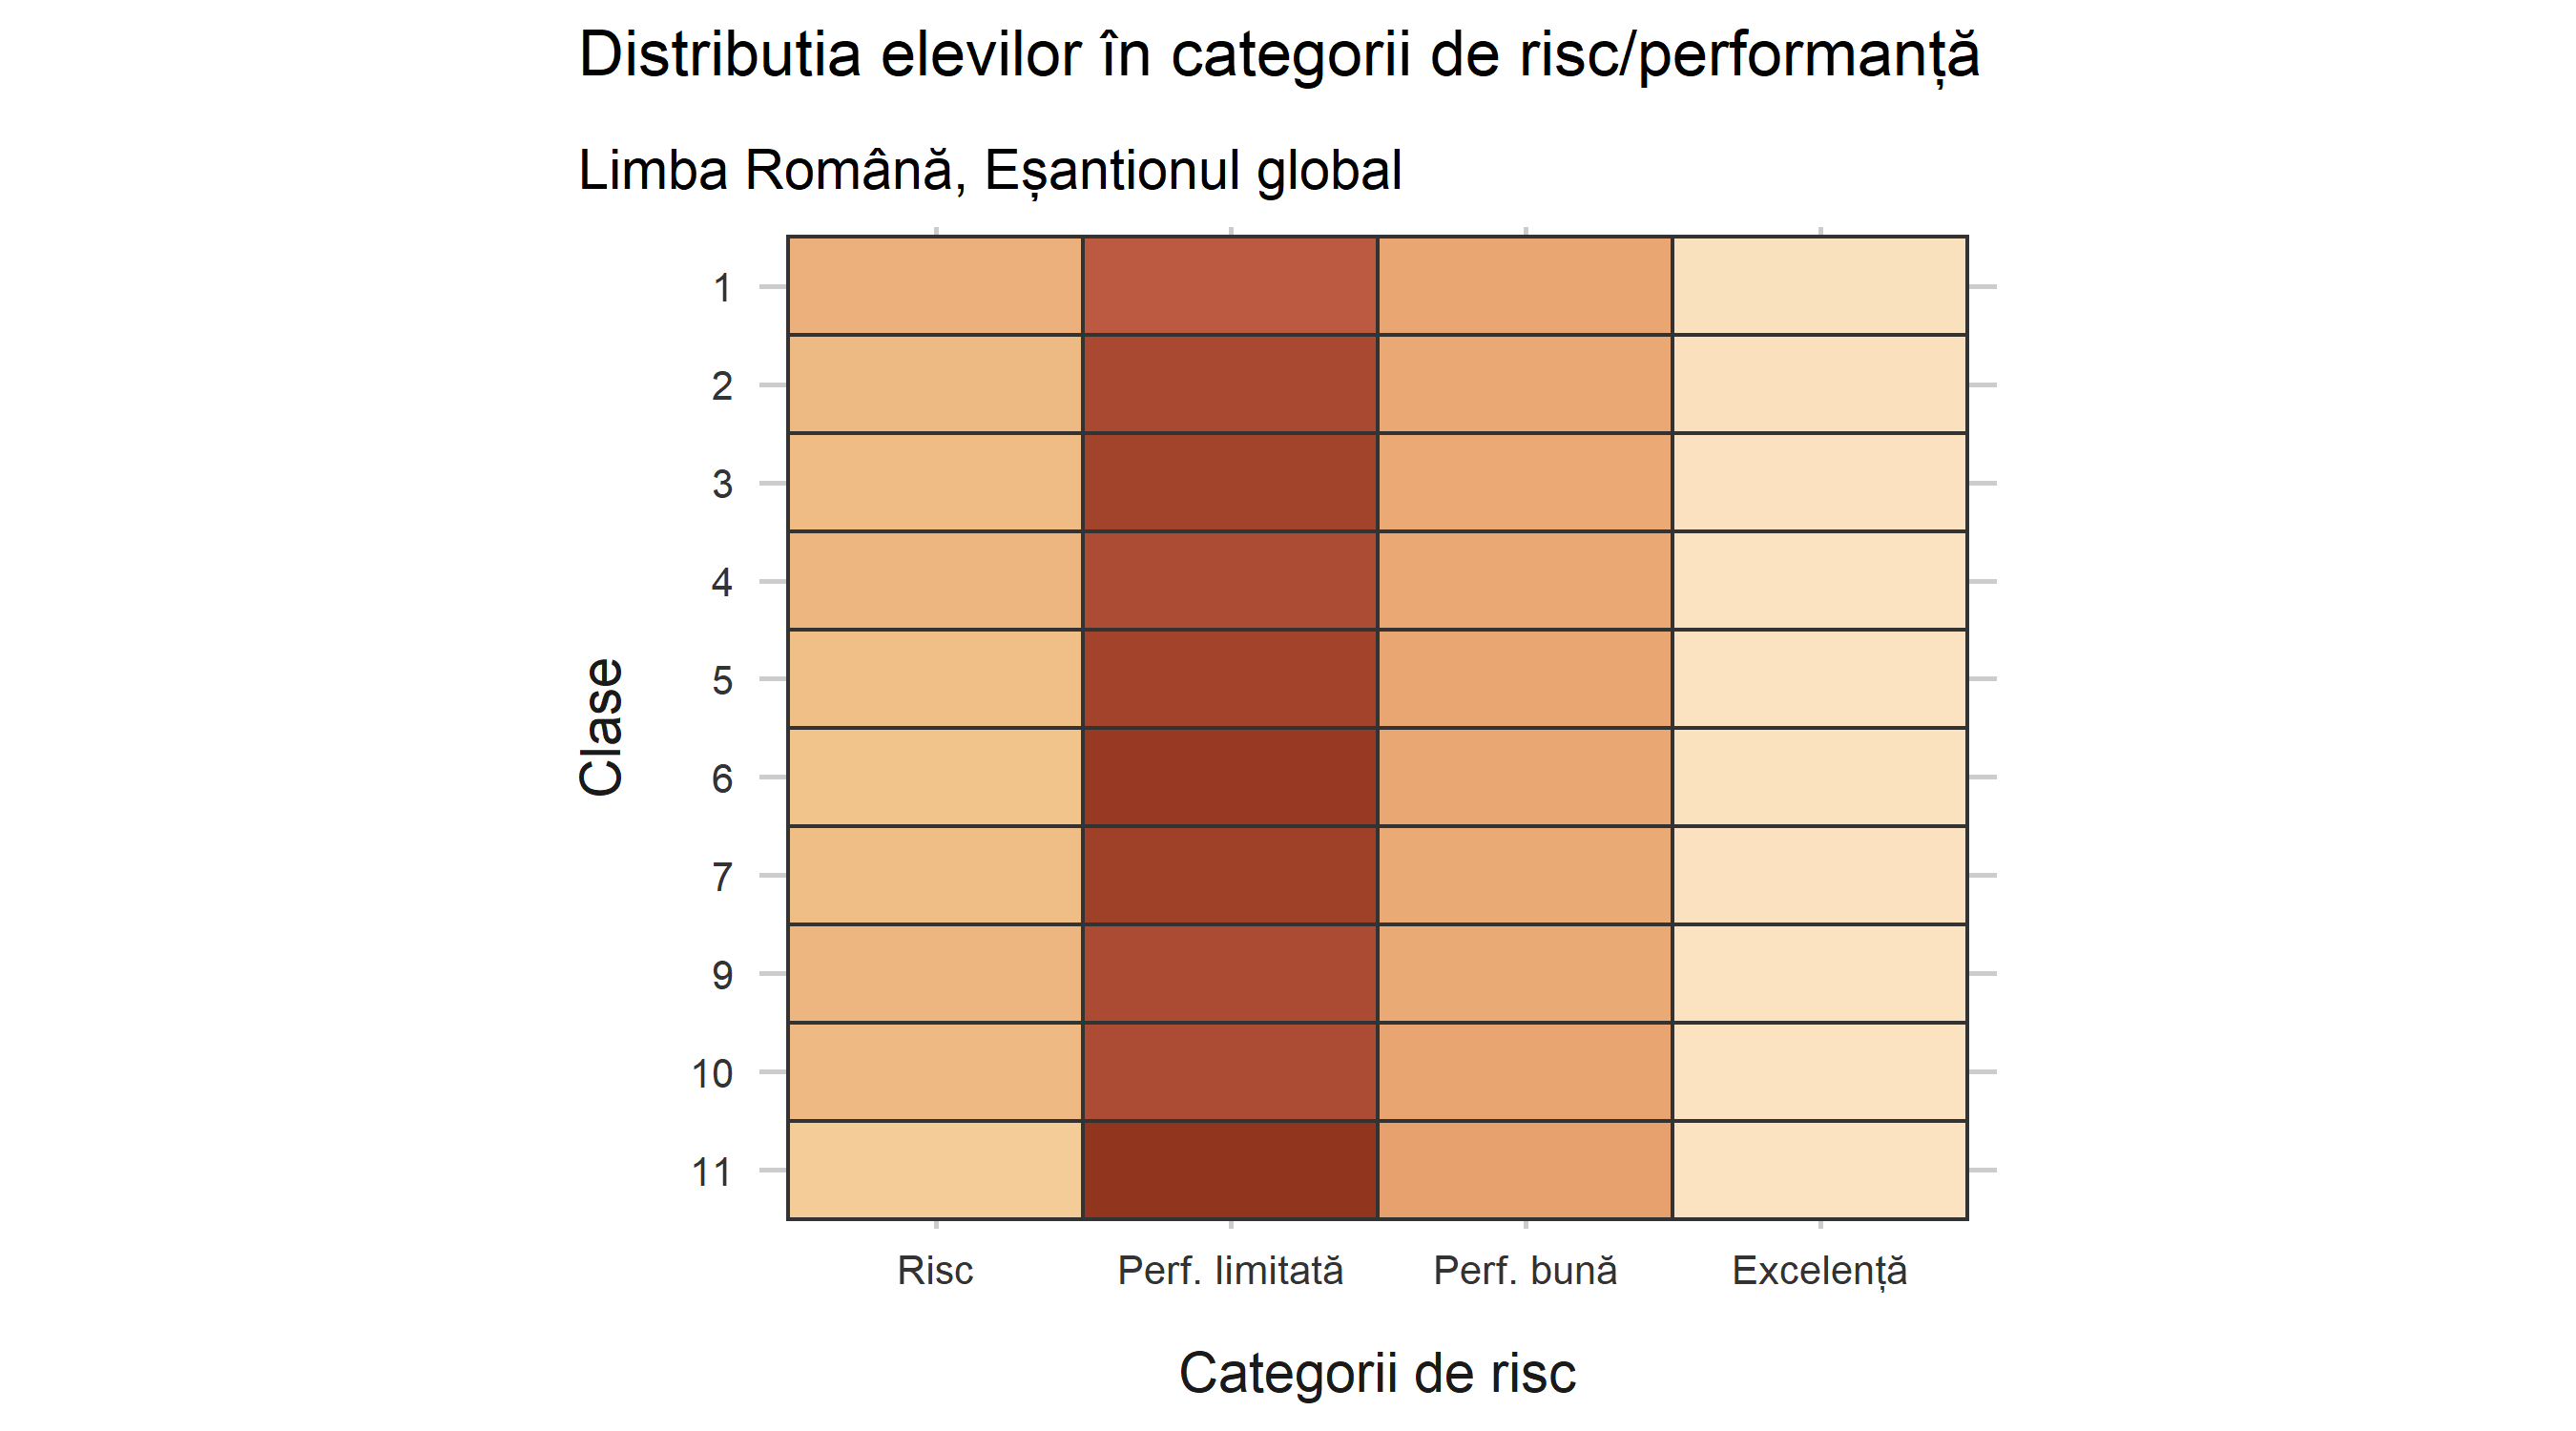 Distributia elevilor în categorii de risc/performanță
Limba Română, Eșantionul global
Clase
1
2
3
4
5
6
7
9
10
11
Risc
Perf. limitată
Perf. bună
Excelență
Categorii de risc